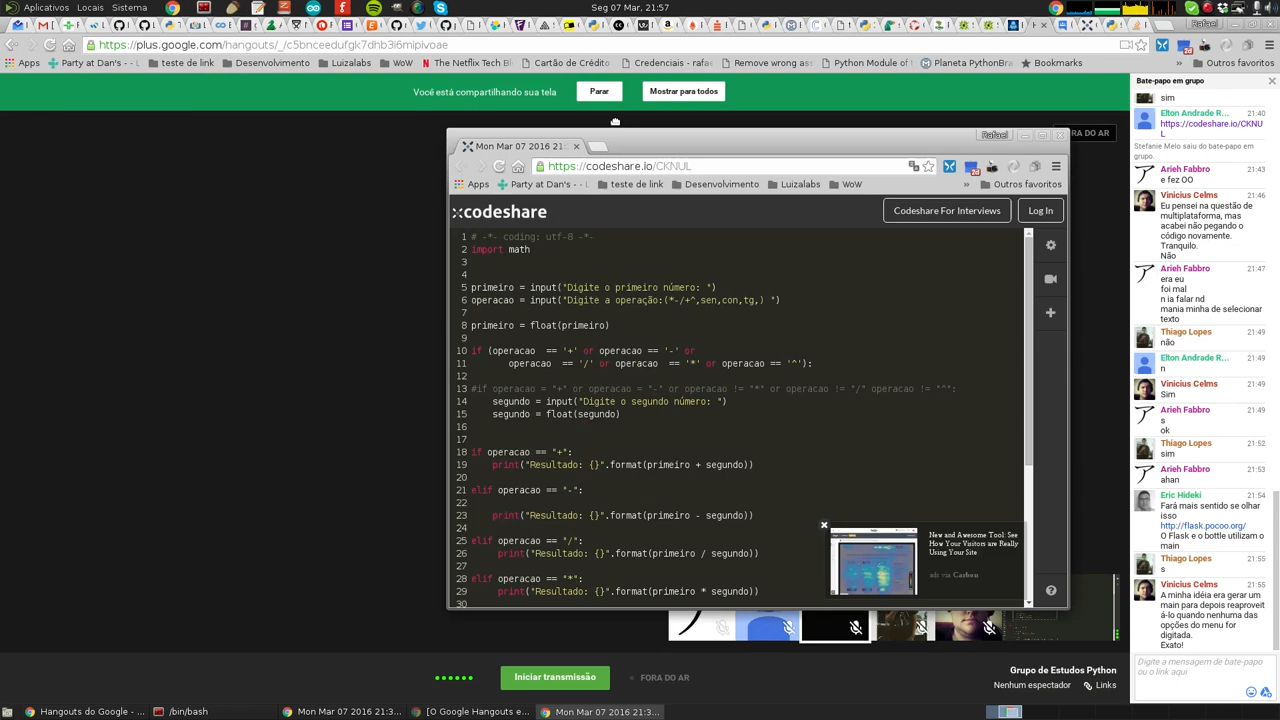 Aplicativos Locais Sistema
Seg 07 Mar, 21:57
Rafael
https://plus.google.com/hangouts/_/c5bnceedufgk7dhb3i6mipivoae
Apps
Party at Dan's - - L
teste de link
Desenvolvimento
Luizalabs
WoW
The Netflix Tech B
Cartão de Crédito
Credenciais - rafae
Remove wrong ass
Python Module of
Planeta PythonBra
Bookmarks
» Outros favoritos
Você está compartilhando sua tela
Parar
Mostrar para todos
RA DO AR
Rafael
Mon Mar 07 2016 21:
https://codeshare.io/CKNUL
Apps
Party at Dan's - - L
teste de link
Desenvolvimento
Luizalabs
WoW
» Outros favoritos
::codeshare
Codeshare For Interviews
Log In
1 # -*- coding: utf-8 -*-
2 import math
3
4
5 primeiro = input("Digite o primeiro número: ")
6 operacao = input("Digite a operação:(*-/+^,sen,con,tg,) ")
7
8 primeiro = float(primeiro)
9
10 if (operacao == '+' or operacao == '-' or
11 operacao == '/' or operacao == '*' or operacao == '^'):
12
13 #if operacao = "+" or operacao = "-" or operacao != "*" or operacao != "/" operacao != "^":
14 segundo = input("Digite o segundo número: ")
15 segundo = float(segundo)
16
17
18 if operacao == "+":
19 print("Resultado: {}".format(primeiro + segundo))
20
21 elif operacao == "-":
22
23 print("Resultado: {}".format(primeiro - segundo))
24
25 elif operacao == "/":
26 print("Resultado: {}".format(primeiro / segundo))
27
28 elif operacao == "*":
29 print("Resultado: {}".format(primeiro * segundo))
30
New and Awesome Tool: See
How Your Visitors are Really
Using Your Site
ads via Carbon
Iniciar transmissão
FORA DO AR
Grupo de Estudos Python
Nenhum espectador
Links
Bate-papo em grupo
sim
Elton Andrade R... 21:40
https://codeshare.io/CKNU
L
Stefanie Melo saiu do bate-papo em
grupo.
Arieh Fabbro 21:43
e fez OO
Vinicius Celms 21:46
Eu pensei na questão de
multiplataforma, mas
acabei não pegando o
código novamente.
Tranquilo.
Não
Arieh Fabbro 21:47
era eu
foi mal
n ia falar nd
mania minha de selecionar
texto
Thiago Lopes 21:49
não
Elton Andrade R... 21:49
n
Vinicius Celms 21:49
Sim
Arieh Fabbro 21:49
s
ok
Thiago Lopes 21:52
sim
Arieh Fabbro 21:53
ahan
Eric Hideki 21:54
Fará mais sentido se olhar
isso
http://flask.pocoo.org/
O Flask e o bottle utilizam o
main
Thiago Lopes 21:55
s
Vinicius Celms 21:55
A minha idéia era gerar um
main para depois reaproveit
á-lo quando nenhuma das
opções do menu for
digitada.
Exato!
Digite a mensagem de bate-papo
ou o link aqui
Hangouts do Google - ...
/bin/bash
Mon Mar 07 2016 21:3...
[Google Hangouts e...
Mon Mar 07 2016 21:3...